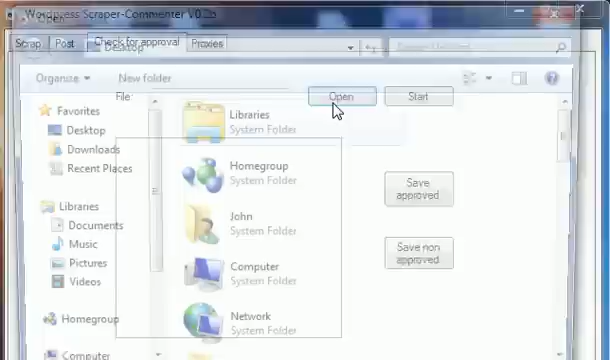 Wordpress Scraper-Commenter V0.2b
Open
Scrap Post Check for approval Proxies
Desktop
Organise New folder
File: Open Start
Favorites
Desktop
Downloads
Recent Places
Libraries
Documents
Music
Pictures
Videos
Homegroup
Computer
Libraries
System Folder
Homegroup
System Folder
John
System Folder
Computer
System Folder
Network
System Folder
Save
approved
Save non
approved